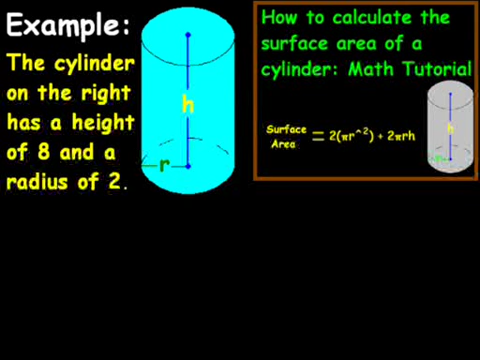 Example:
The cylinder
on the right
has a height
of 8 and a
radius of 2.
h
r
How to calculate the
surface area of a
cylinder: Math Tutorial
Surface
Area
= 2(πr^2) + 2πrh
h
r